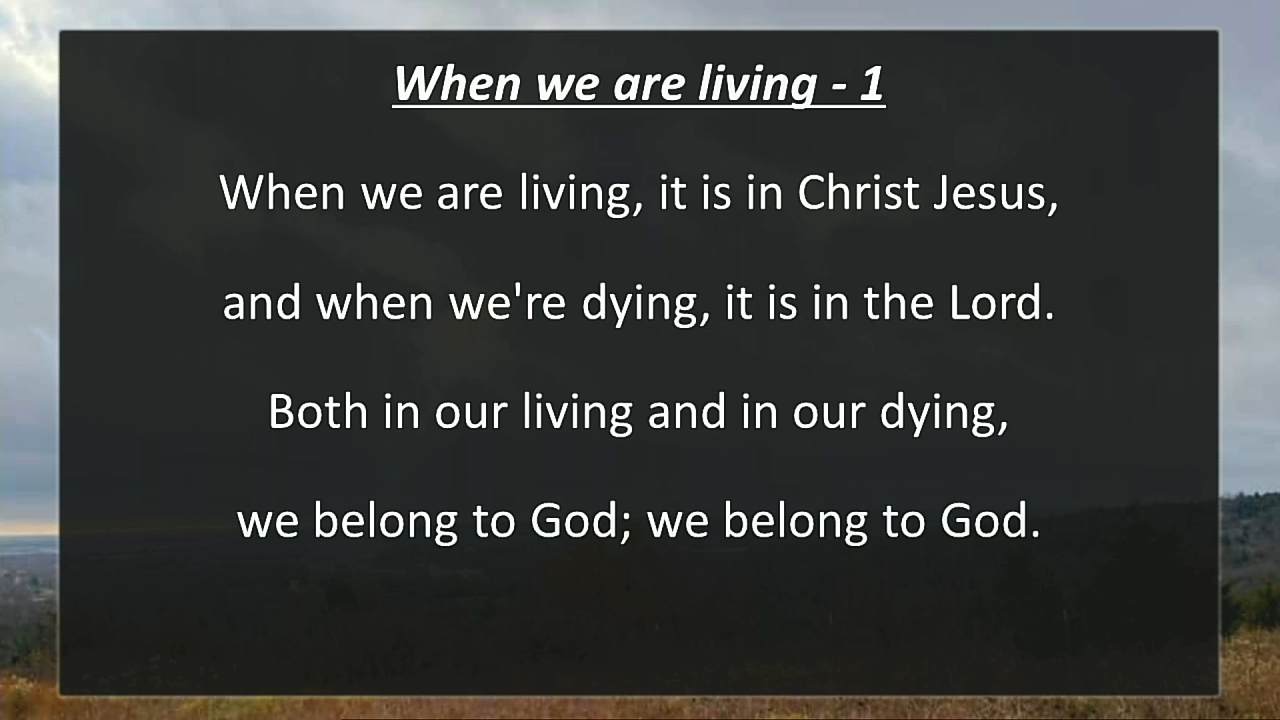 When we are living - 1
When we are living, it is in Christ Jesus,
and when we're dying, it is in the Lord.
Both in our living and in our dying,
we belong to God; we belong to God.